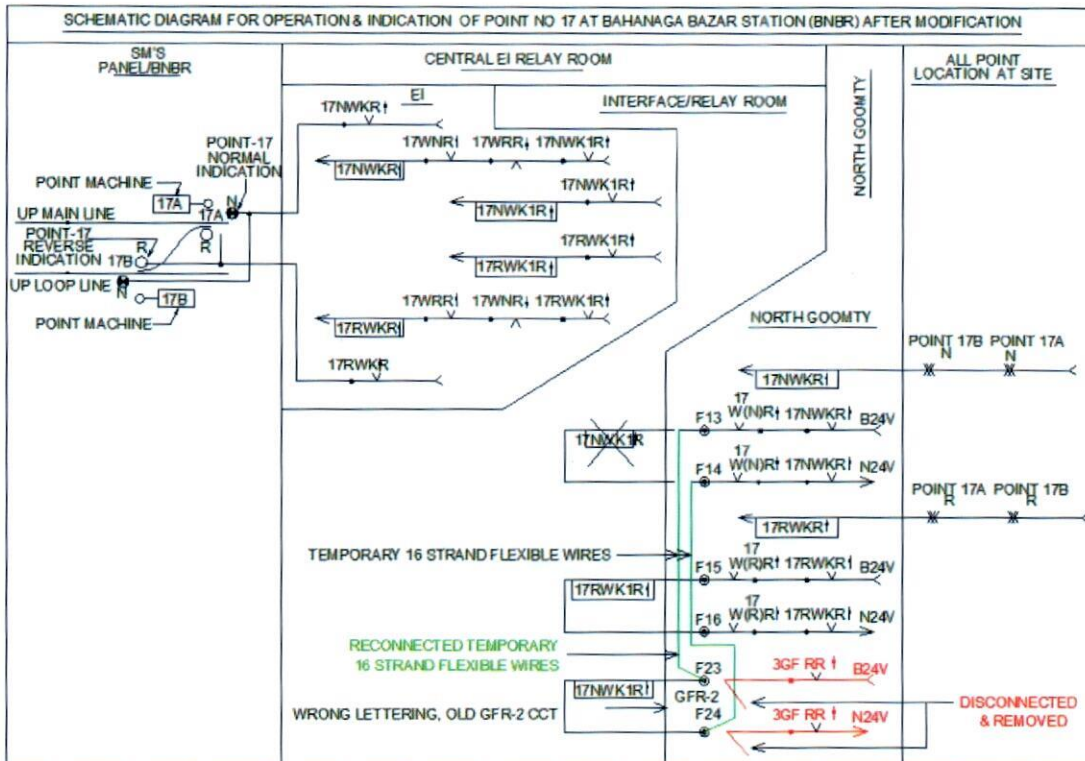 SCHEMATIC DIAGRAM FOR OPERATION & INDICATION OF POINT NO 17 AT BAHANAGA BAZAR STATION (BNBR) AFTER MODIFICATION
SM'S
PANEL/BNBR
CENTRAL EI RELAY ROOM
ALL POINT
LOCATION AT SITE
EI
INTERFACE/RELAY ROOM
NORTH GOOMTY
17NWKR↑
POINT-17
NORMAL
INDICATION
17WNR↑ 17WRR↓ 17NWK1R↑
17NWKR↑
POINT MACHINE
17A
N
17A
17NWK1R↑
17NWK1R↑
UP MAIN LINE
POINT-17
REVERSE
INDICATION
R
17B
R
17RWK1R↑
17RWK1R↑
UP LOOP LINE
N
17B
POINT MACHINE
17WRR↑ 17WNR↓ 17RWK1R↑
17RWKR↑
NORTH GOOMTY
17RWKR
POINT 17B POINT 17A
N N
17NWKR↑
F13
17
W(N)R↑ 17NWKR↑ B24V
17NWK1R
F14
17
W(N)R↑ 17NWKR↑ N24V
POINT 17A POINT 17B
R R
17RWKR↑
TEMPORARY 16 STRAND FLEXIBLE WIRES
F15
17
W(R)R↑ 17RWKR↑ B24V
17RWK1R↑
F16
17
W(R)R↑ 17RWKR↑ N24V
RECONNECTED TEMPORARY
16 STRAND FLEXIBLE WIRES
F23
3GF RR↑ B24V
17NWK1R↑
GFR-2
WRONG LETTERING, OLD GFR-2 CCT
F24
3GF RR↑ N24V
DISCONNECTED
& REMOVED